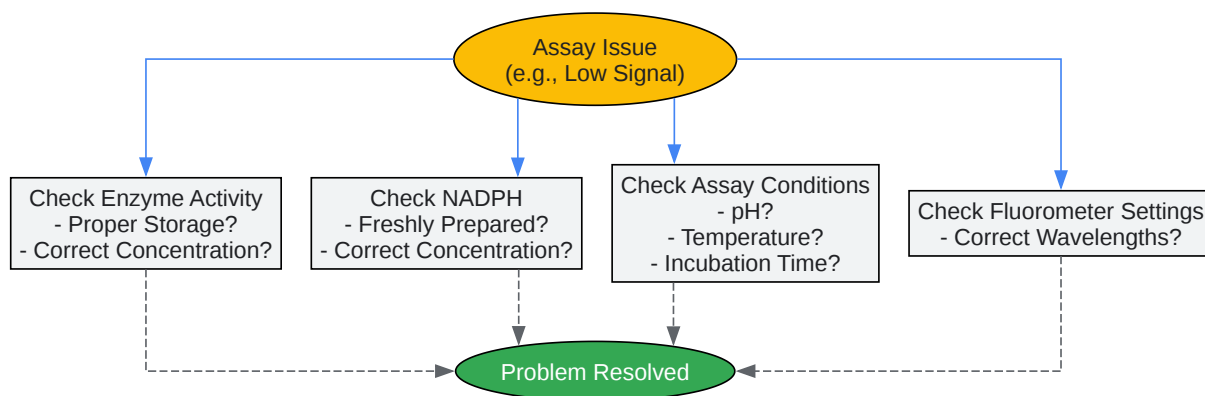 Assay Issue
(e.g., Low Signal)
Check Enzyme Activity
- Proper Storage?
- Correct Concentration?
Check NADPH
- Freshly Prepared?
- Correct Concentration?
Check Assay Conditions
- pH?
- Temperature?
- Incubation Time?
Check Fluorometer Settings
- Correct Wavelengths?
Problem Resolved